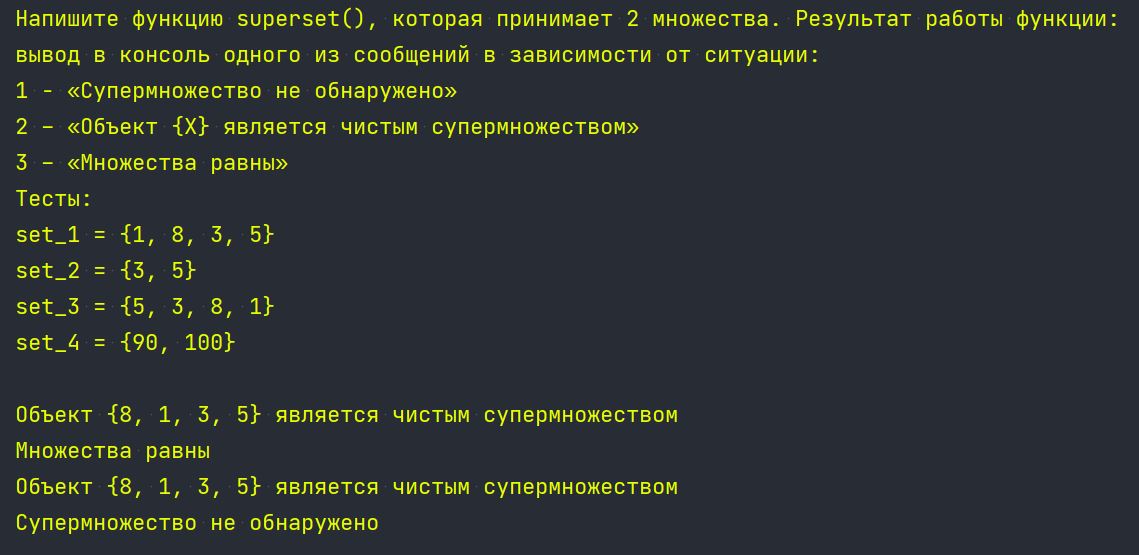 Напишите функцию superset(), которая принимает 2 множества. Результат работы функции:
вывод в консоль одного из сообщений в зависимости от ситуации:
1 - «Супермножество не обнаружено»
2 – «Объект {X} является чистым супермножеством»
3 – «Множества равны»
Тесты:
set_1 = {1, 8, 3, 5}
set_2 = {3, 5}
set_3 = {5, 3, 8, 1}
set_4 = {90, 100}
Объект {8, 1, 3, 5} является чистым супермножеством
Множества равны
Объект {8, 1, 3, 5} является чистым супермножеством
Супермножество не обнаружено